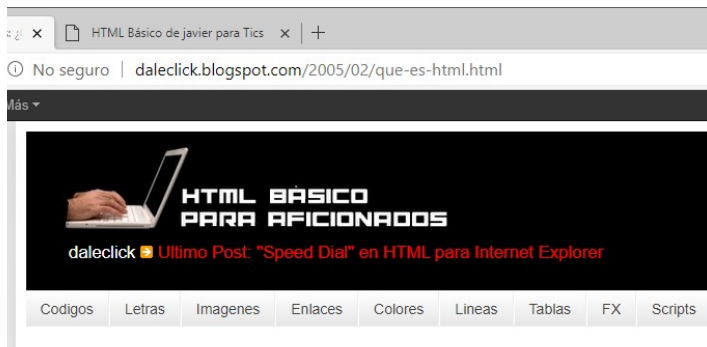 HTML Básico de javier para Tics
No seguro | daleclick.blogspot.com/2005/02/que-es-html.html
Más
HTML BÁSICO
PARA AFICIONADOS
daleclick Ultimo Post: "Speed Dial" en HTML para Internet Explorer
Codigos Letras Imagenes Enlaces Colores Lineas Tablas FX Scripts